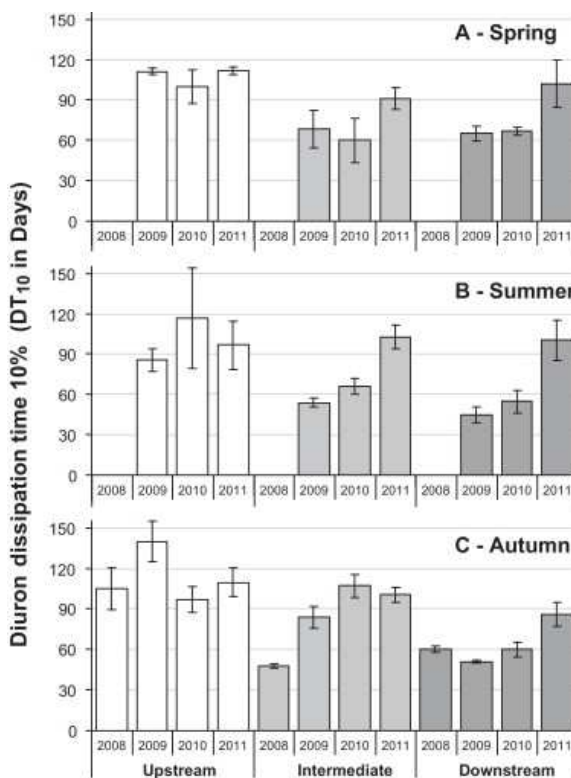 Diuron dissipation time 10% (DT10 in Days)
A - Spring
150
120
90
60
30
0
2008 2009 2010 2011 2008 2009 2010 2011 2008 2009 2010 2011
B - Summer
150
120
90
60
30
0
2008 2009 2010 2011 2008 2009 2010 2011 2008 2009 2010 2011
C - Autumn
150
120
90
60
30
0
2008 2009 2010 2011 2008 2009 2010 2011 2008 2009 2010 2011
Upstream Intermediate Downstream